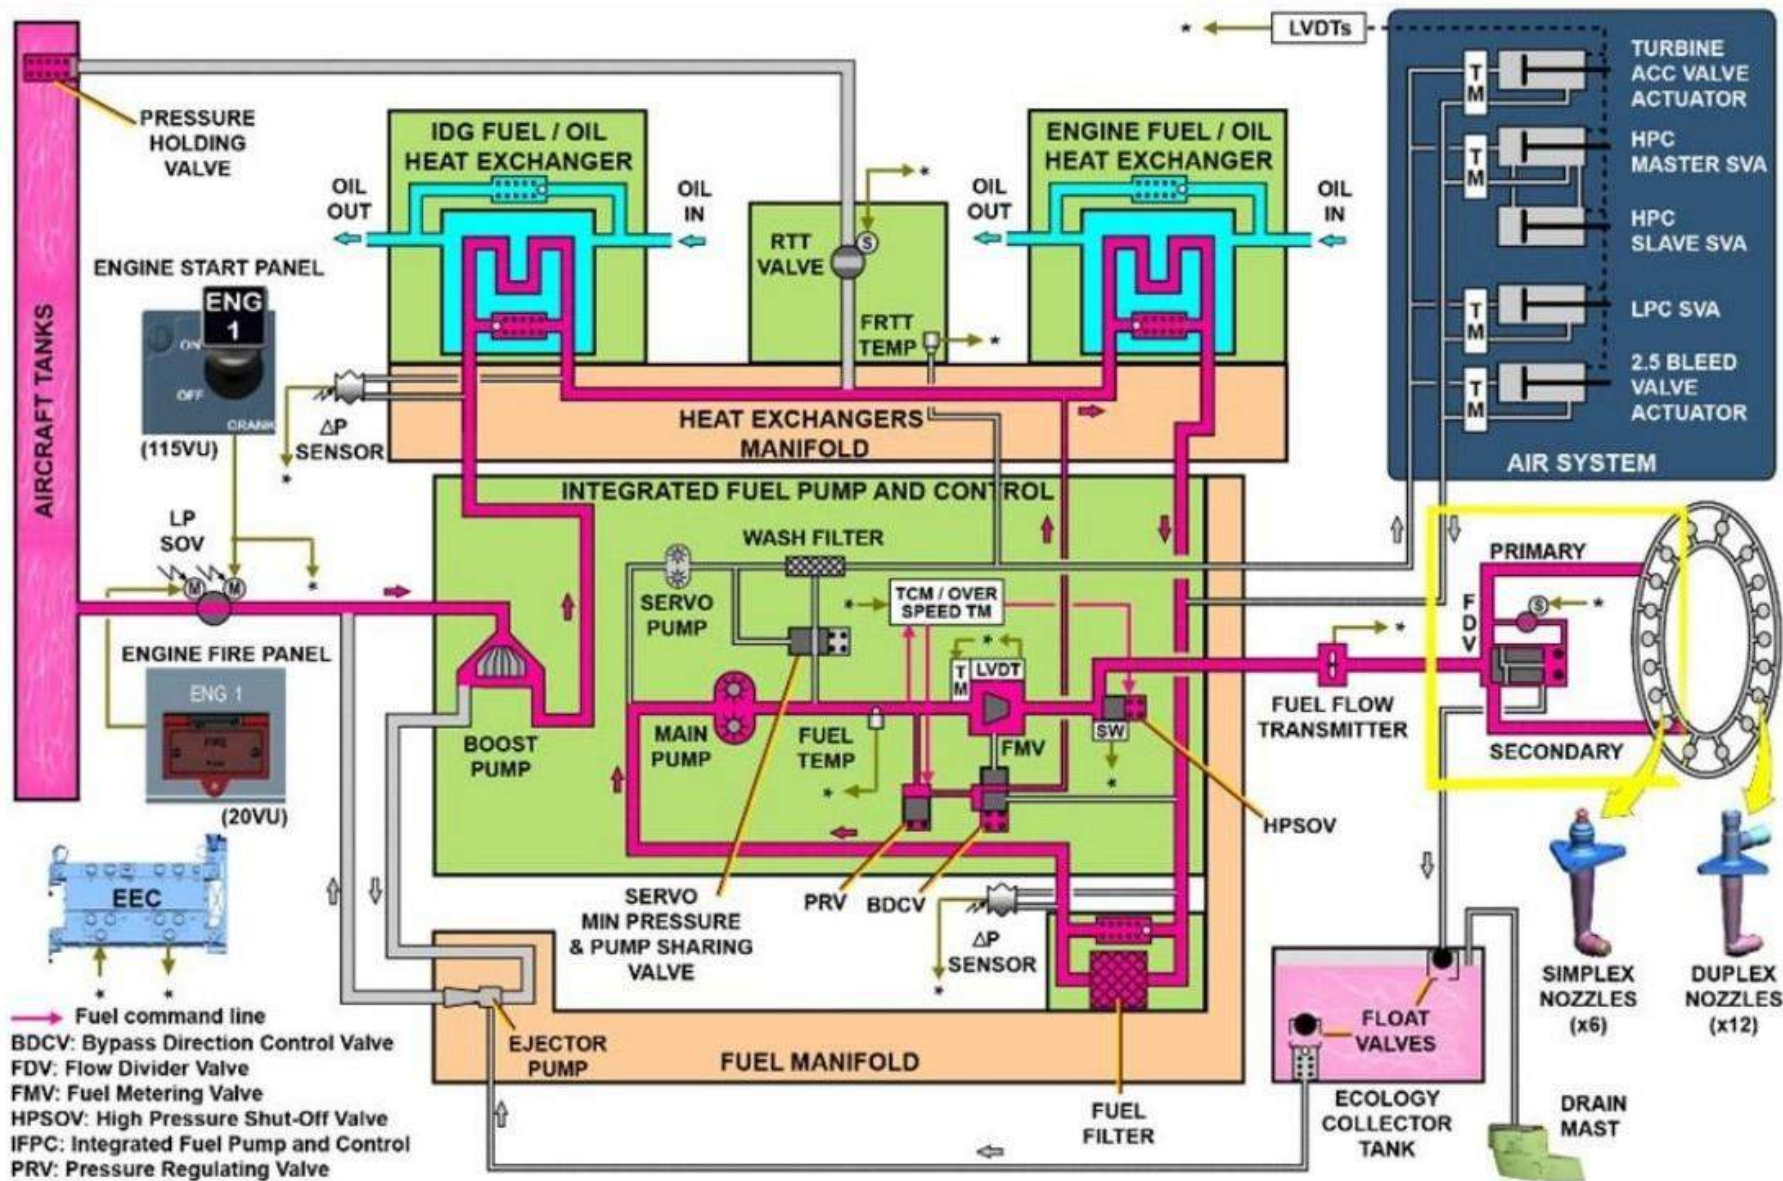 LVDTs
TURBINE
ACC VALVE
ACTUATOR
HPC
MASTER SVA
HPC
SLAVE SVA
LPC SVA
2.5 BLEED
VALVE
ACTUATOR
TM
TM
TM
TM
AIR SYSTEM
PRESSURE
HOLDING
VALVE
AIRCRAFT TANKS
IDG FUEL / OIL
HEAT EXCHANGER
OIL
OUT
OIL
IN
RTT
VALVE
S
FRTT
TEMP
ENGINE FUEL / OIL
HEAT EXCHANGER
OIL
OUT
OIL
IN
ENGINE START PANEL
ENG
1
ON
OFF
CRANK
(115VU)
ΔP
SENSOR
HEAT EXCHANGERS
MANIFOLD
INTEGRATED FUEL PUMP AND CONTROL
LP
SOV
M
M
WASH FILTER
SERVO
PUMP
TCM / OVER
SPEED TM
TM
LVDT
MAIN
PUMP
FUEL
TEMP
FMV
SW
BOOST
PUMP
ENGINE FIRE PANEL
ENG 1
FIRE
(20VU)
EEC
SERVO
MIN PRESSURE
& PUMP SHARING
VALVE
PRV
BDCV
HPSOV
ΔP
SENSOR
PRIMARY
FDV
S
SECONDARY
FUEL FLOW
TRANSMITTER
SIMPLEX
NOZZLES
(x6)
DUPLEX
NOZZLES
(x12)
FLOAT
VALVES
ECOLOGY
COLLECTOR
TANK
DRAIN
MAST
EJECTOR
PUMP
FUEL MANIFOLD
FUEL
FILTER
Fuel command line
BDCV: Bypass Direction Control Valve
FDV: Flow Divider Valve
FMV: Fuel Metering Valve
HPSOV: High Pressure Shut-Off Valve
IFPC: Integrated Fuel Pump and Control
PRV: Pressure Regulating Valve